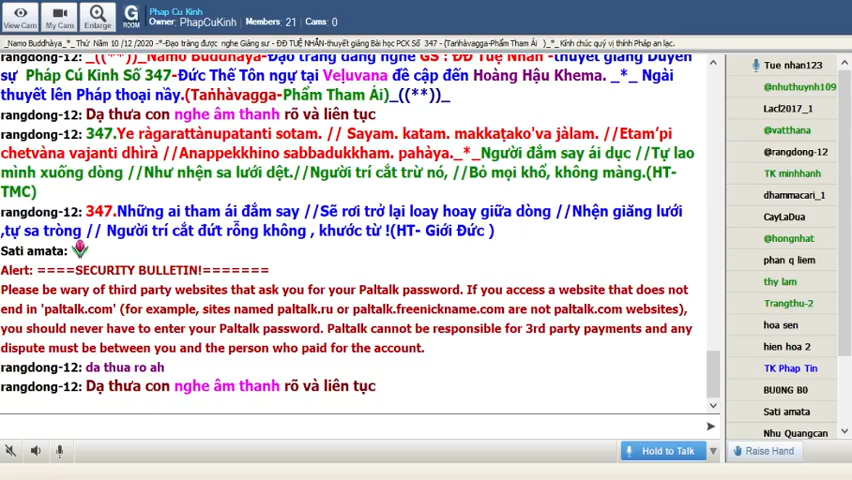 View Cam
My Cam
Enlarge
G
ROOM
Phap Cu Kinh
Owner: PhapCuKinh Members: 21 Cams: 0
_Namo Buddhàya-_*_ Thứ Năm 10 /12 /2020 -*-Đạo tràng được nghe Giảng sư - ĐĐ TUỆ NHẪN-thuyết giảng Bài học PCK Số 347 - (Taṅhàvagga-Phẩm Tham Ái )_*_ Kính chúc quý vị thính Pháp an lạc.
rangdong-12: _((**))_Namo Buddhàya-Đạo tràng đang nghe GS : ĐĐ Tuệ Nhẫn -thuyết giảng Duyên
sự Pháp Cú Kinh Số 347-Đức Thế Tôn ngự tại Veḷuvana đề cập đến Hoàng Hậu Khema. _*_ Ngài
thuyết lên Pháp thoại nầy.(Taṅhàvagga-Phẩm Tham Ái)_((**))_
rangdong-12: Dạ thưa con nghe âm thanh rõ và liên tục
rangdong-12: 347.Ye ràgarattànupatanti sotam. // Sayam. katam. makkaṭako'va jàlam. //Etam'pi
chetvàna vajanti dhìrà //Anappekkhino sabbadukkham. pahàya._*_Người đắm say ái dục //Tự lao
mình xuống dòng //Như nhện sa lưới dệt.//Người trí cắt trừ nó, //Bỏ mọi khổ, không màng.(HT-
TMC)
rangdong-12: 347.Những ai tham ái đắm say //Sẽ rơi trở lại loay hoay giữa dòng //Nhện giăng lưới
,tự sa tròng // Người trí cắt đứt rỗng không , khước từ !(HT- Giới Đức )
Sati amata:
Alert: ====SECURITY BULLETIN!=======
Please be wary of third party websites that ask you for your Paltalk password. If you access a website that does not
end in 'paltalk.com' (for example, sites named paltalk.ru or paltalk.freenickname.com are not paltalk.com websites),
you should never have to enter your Paltalk password. Paltalk cannot be responsible for 3rd party payments and any
dispute must be between you and the person who paid for the account.
rangdong-12: da thua ro ah
rangdong-12: Dạ thưa con nghe âm thanh rõ và liên tục
Hold to Talk
Tue nhan123
@nhuthuynh109
Lacl2017_1
@vatthana
@rangdong-12
TK minhhanh
dhammacari_1
CayLaDua
@hongnhat
phan q liem
thy lam
Trangthu-2
hoa sen
hien hoa 2
TK Phap Tin
BU0NG B0
Sati amata
Nhu Quangcan
Raise Hand